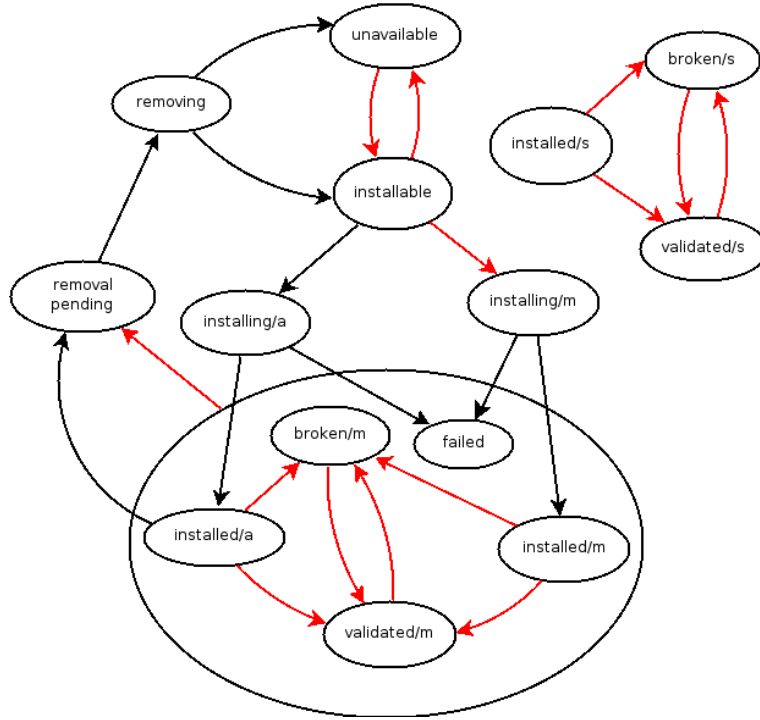 unavailable
broken/s
removing
installed/s
installable
validated/s
removal
pending
installing/a
installing/m
broken/m
failed
installed/a
installed/m
validated/m